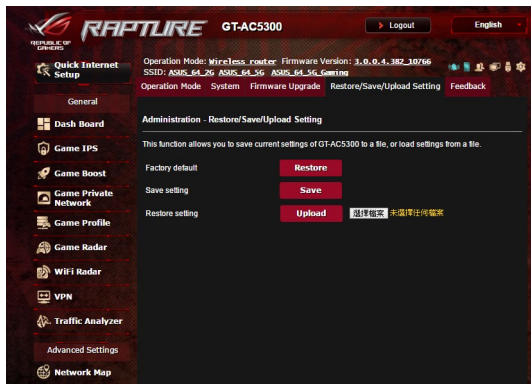 REPUBLIC OF GAMERS
RAPTURE
GT-AC5300
Logout
English
Quick Internet Setup
General
Dash Board
Game IPS
Game Boost
Game Private Network
Game Profile
Game Radar
WiFi Radar
VPN
Traffic Analyzer
Advanced Settings
Network Map
Operation Mode: Wireless router Firmware Version: 3.0.0.4.382_10766
SSID: ASUS_64_2G ASUS_64_5G ASUS_64_5G_Gaming
Operation Mode System Firmware Upgrade Restore/Save/Upload Setting Feedback
Administration - Restore/Save/Upload Setting
This function allows you to save current settings of GT-AC5300 to a file, or load settings from a file.
Factory default Restore
Save setting Save
Restore setting Upload 選擇檔案 未選擇任何檔案